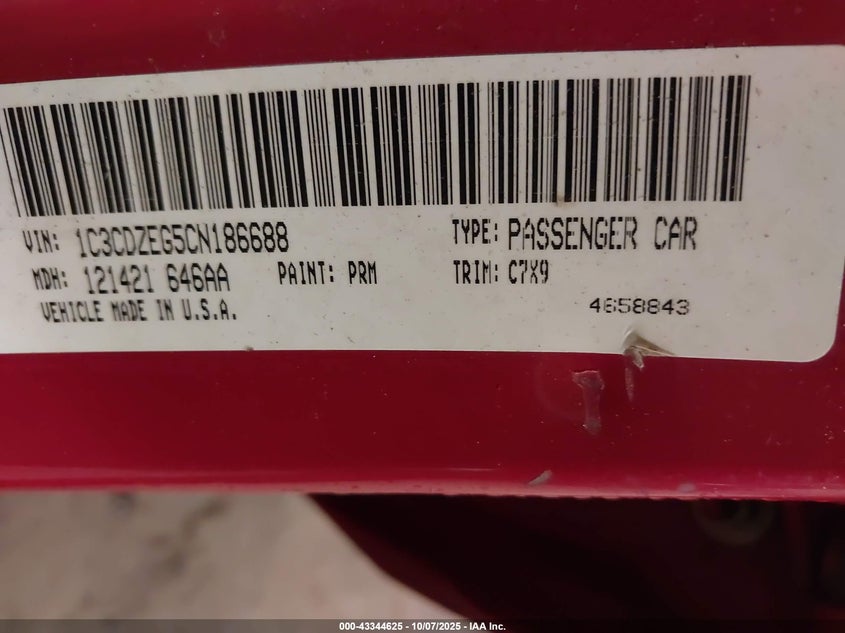 VIN: 1C3CDZEG5CN186688 TYPE: PASSENGER CAR
MDH: 121421 646AA PAINT: PRM TRIM: C7X9
VEHICLE MADE IN U.S.A. 4658843
000-43344625 - 10/07/2025 - IAA Inc.